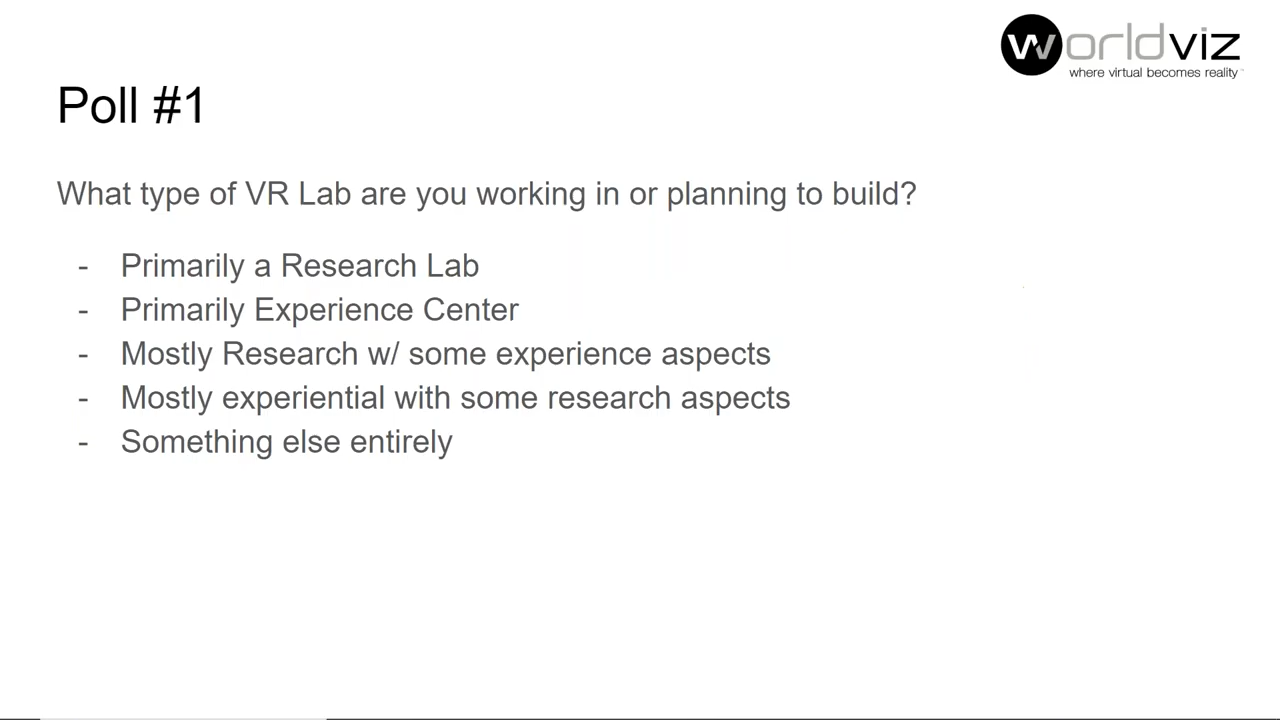 worldviz
where virtual becomes reality
Poll #1
What type of VR Lab are you working in or planning to build?
- Primarily a Research Lab
- Primarily Experience Center
- Mostly Research w/ some experience aspects
- Mostly experiential with some research aspects
- Something else entirely